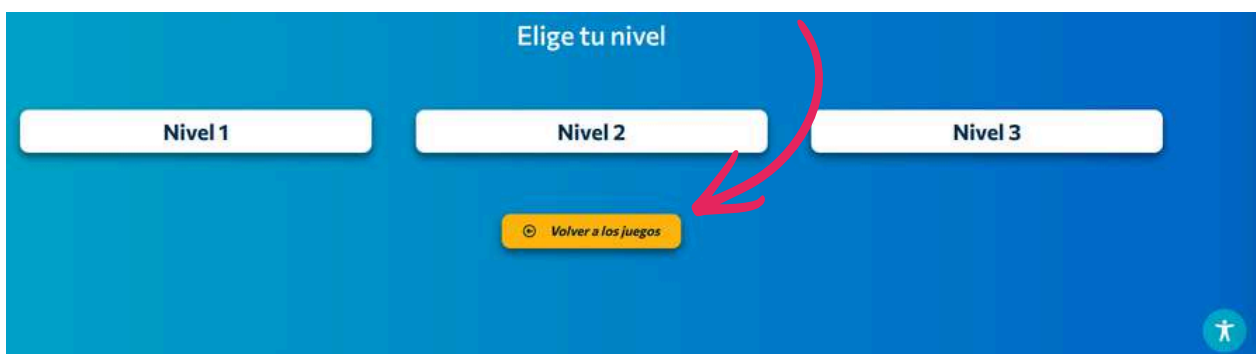 Elige tu nivel
Nivel 1
Nivel 2
Nivel 3
Volver a los juegos